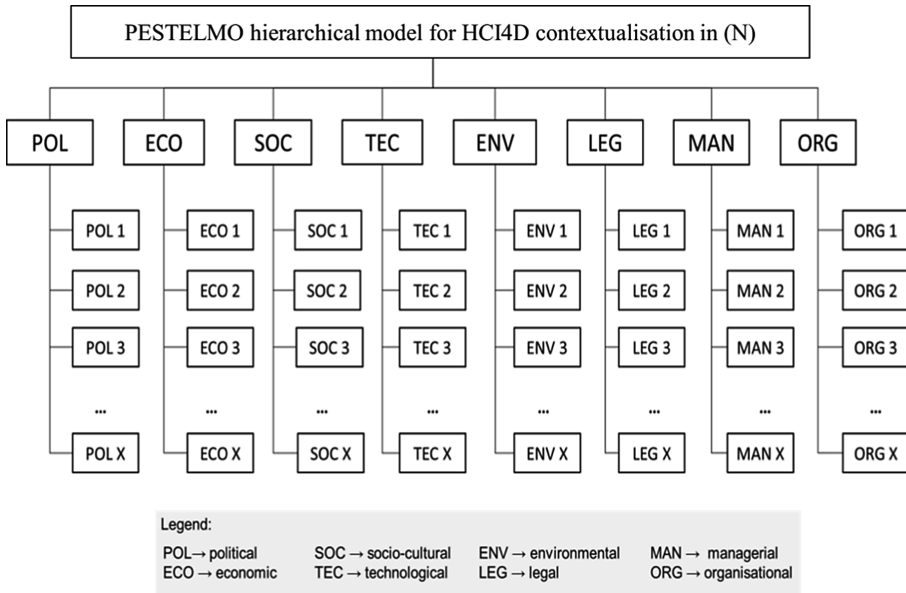 PESTELMO hierarchical model for HCI4D contextualisation in (N)
POL ECO SOC TEC ENV LEG MAN ORG
POL 1 ECO 1 SOC 1 TEC 1 ENV 1 LEG 1 MAN 1 ORG 1
POL 2 ECO 2 SOC 2 TEC 2 ENV 2 LEG 2 MAN 2 ORG 2
POL 3 ECO 3 SOC 3 TEC 3 ENV 3 LEG 3 MAN 3 ORG 3
... ... ... ... ... ... ... ...
POL X ECO X SOC X TEC X ENV X LEG X MAN X ORG X
Legend:
POL→ political SOC → socio-cultural ENV → environmental MAN → managerial
ECO → economic TEC → technological LEG → legal ORG → organisational